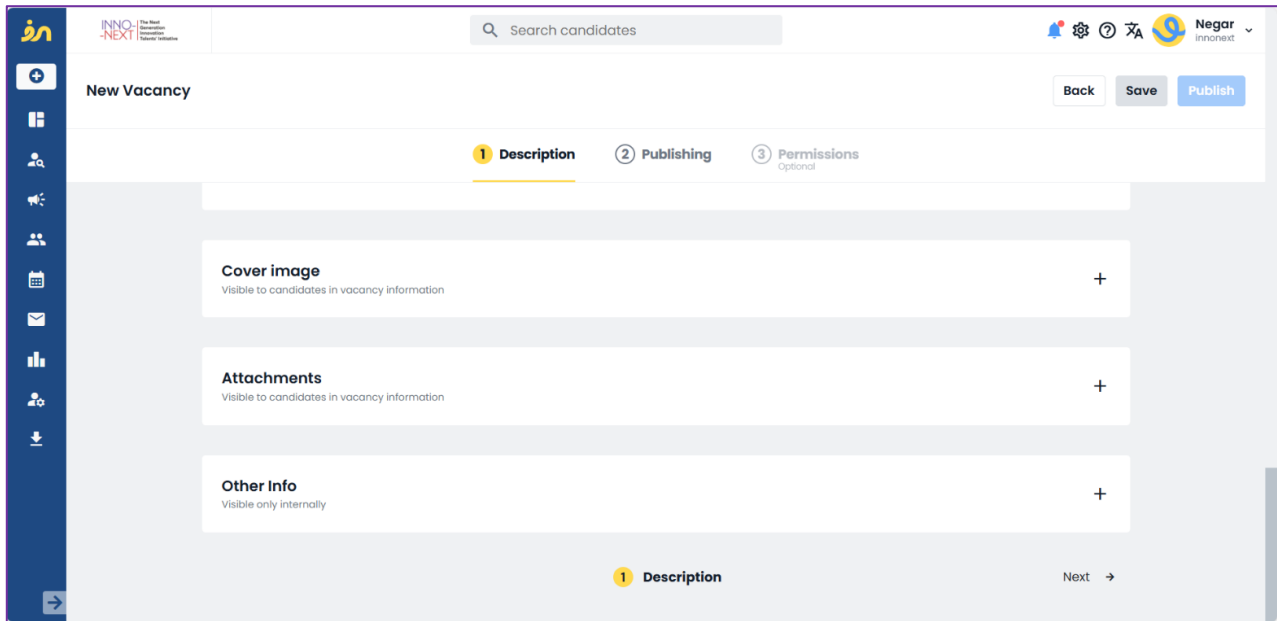 in
INNO-
-NEXT
The Next
Generation
Innovation
Talents' Initiative
Search candidates
Negar
innonext
New Vacancy
Back
Save
Publish
1 Description
2 Publishing
3 Permissions
Optional
Cover image
Visible to candidates in vacancy information
Attachments
Visible to candidates in vacancy information
Other Info
Visible only internally
1 Description
Next →